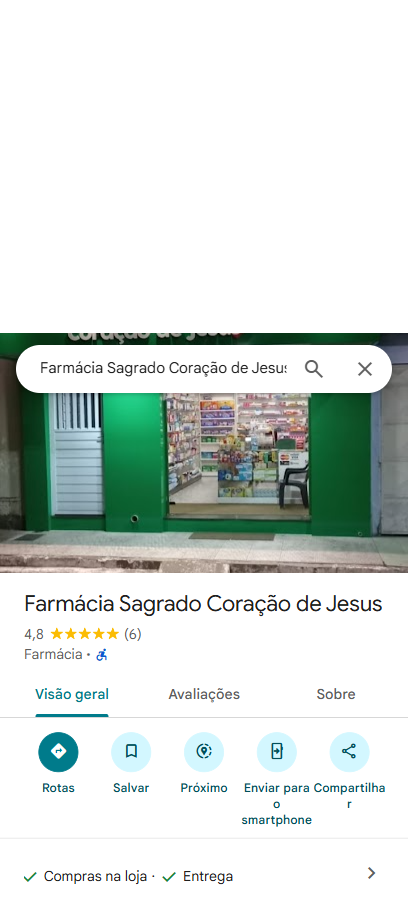 coração de jesus
Farmácia Sagrado Coração de Jesus
Farmácia Sagrado Coração de Jesus
4,8 (6)
Farmácia ·
Visão geral Avaliações Sobre
Rotas Salvar Próximo Enviar para o smartphone Compartilhar
Compras na loja · Entrega